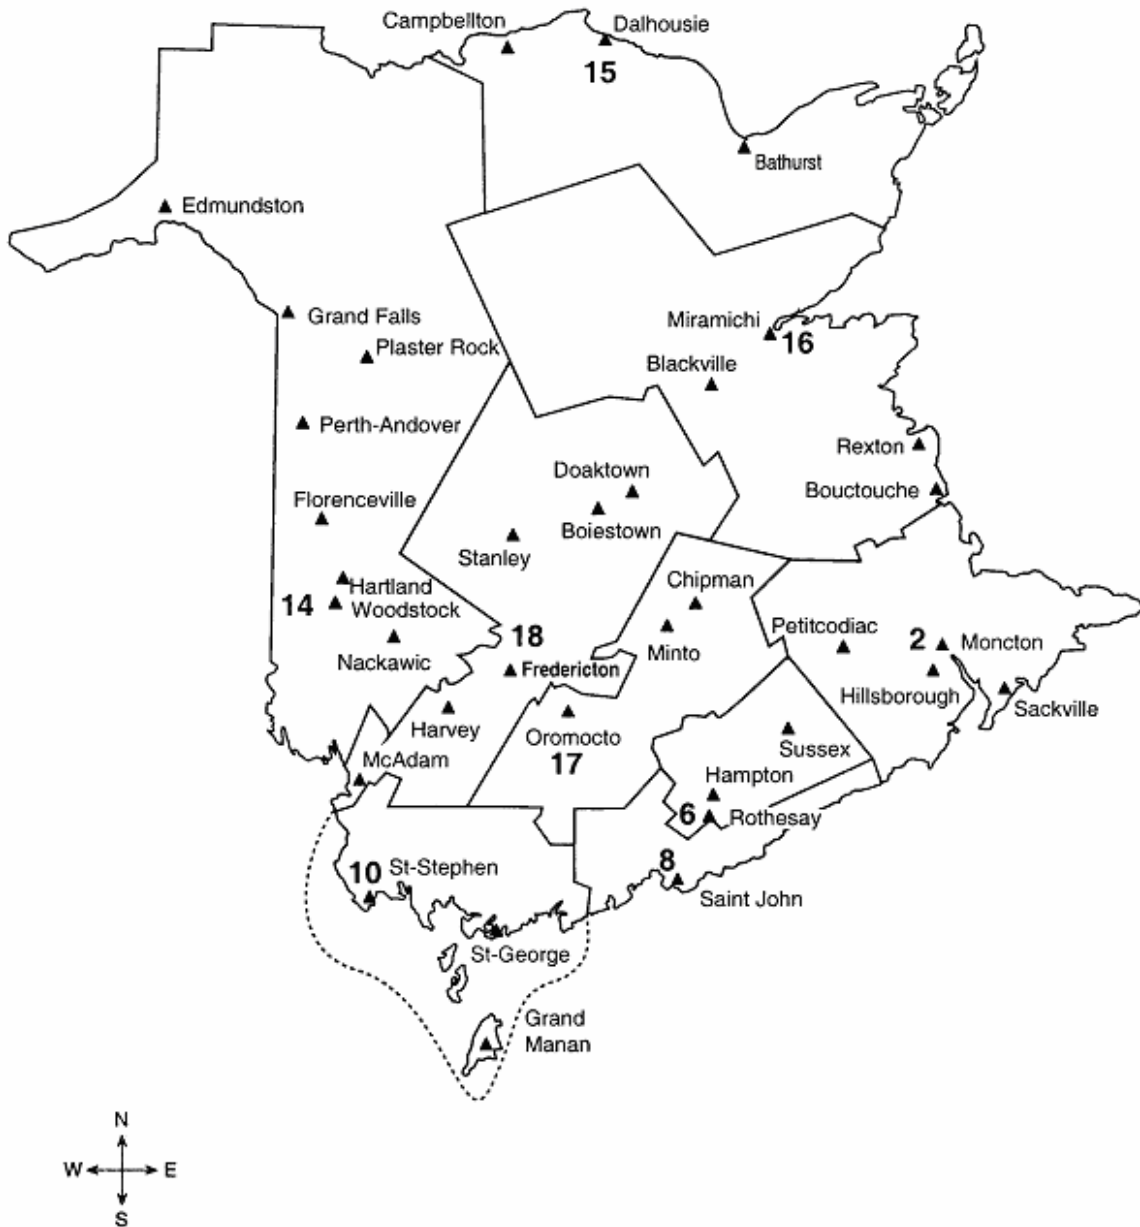 Campbellton
Dalhousie
15
Bathurst
Edmundston
Grand Falls
Plaster Rock
Miramichi
16
Blackville
Perth-Andover
Rexton
Doaktown
Bouctouche
Florenceville
Boiestown
Stanley
Chipman
Hartland
14
Woodstock
18
Petitcodiac
2
Moncton
Minto
Nackawic
Fredericton
Hillsborough
Sackville
Harvey
Oromocto
Sussex
McAdam
17
Hampton
6
Rothesay
10
St-Stephen
8
Saint John
St-George
Grand
Manan
N
W
E
S